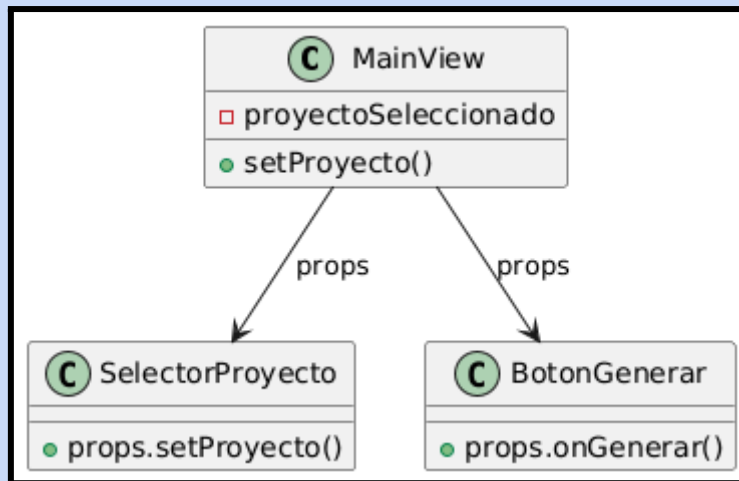 C MainView
proyectoSeleccionado
setProyecto()
props
props
C SelectorProyecto
C BotonGenerar
props.setProyecto()
props.onGenerar()